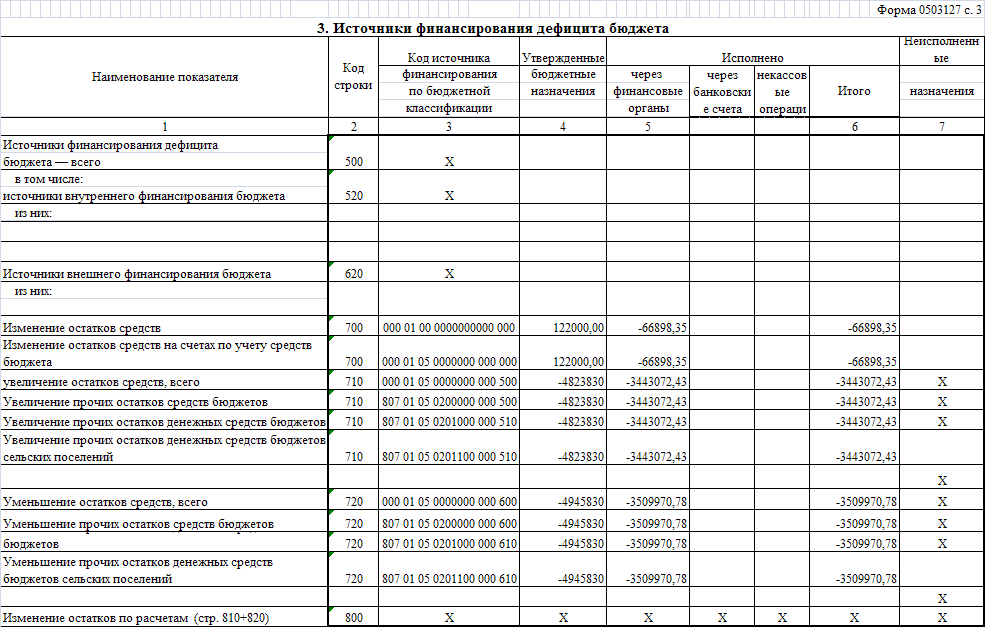 Форма 0503127 с. 3
3. Источники финансирования дефицита бюджета
Наименование показателя
Код
строки
Код источника
финансирования
по бюджетной
классификации
Утвержденные
бюджетные
назначения
Исполнено
через
финансовые
органы
через
банковски
е счета
некассов
ые
операци
Итого
Неисполненн
ые
назначения
1 2 3 4 5 6 7
Источники финансирования дефицита
бюджета — всего 500 X
в том числе:
источники внутреннего финансирования бюджета 520 X
из них:
Источники внешнего финансирования бюджета 620 X
из них:
Изменение остатков средств 700 000 01 00 0000000000 000 122000,00 -66898,35 -66898,35
Изменение остатков средств на счетах по учету средств
бюджета 700 000 01 05 0000000 000 000 122000,00 -66898,35 -66898,35
увеличение остатков средств, всего 710 000 01 05 0000000 000 500 -4823830 -3443072,43 -3443072,43 X
Увеличение прочих остатков средств бюджетов 710 807 01 05 0200000 000 500 -4823830 -3443072,43 -3443072,43 X
Увеличение прочих остатков денежных средств бюджетов 710 807 01 05 0201000 000 510 -4823830 -3443072,43 -3443072,43 X
Увеличение прочих остатков денежных средств бюджетов
сельских поселений 710 807 01 05 0201100 000 510 -4823830 -3443072,43 -3443072,43
X
Уменьшение остатков средств, всего 720 000 01 05 0000000 000 600 -4945830 -3509970,78 -3509970,78 X
Уменьшение прочих остатков средств бюджетов 720 807 01 05 0200000 000 600 -4945830 -3509970,78 -3509970,78 X
бюджетов 720 807 01 05 0201000 000 610 -4945830 -3509970,78 -3509970,78 X
Уменьшение прочих остатков денежных средств
бюджетов сельских поселений 720 807 01 05 0201100 000 610 -4945830 -3509970,78 -3509970,78
X
Изменение остатков по расчетам (стр. 810+820) 800 X X X X X X X